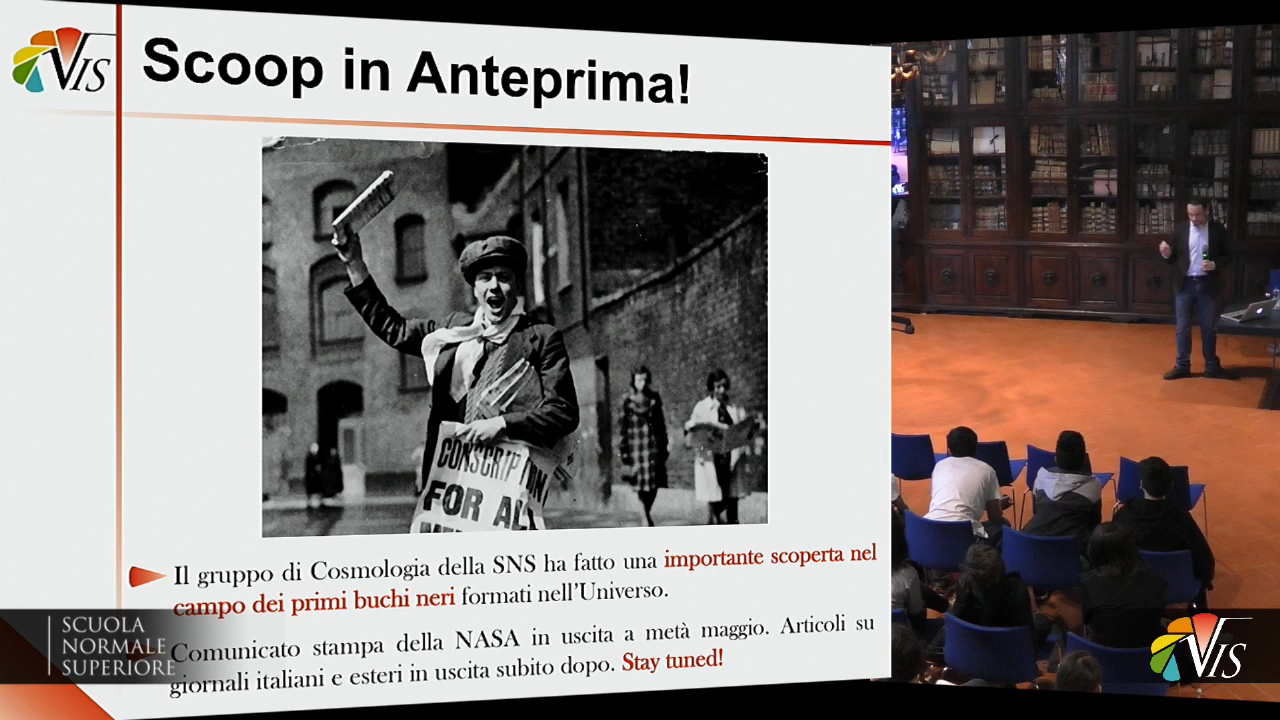 VIS
Scoop in Anteprima!
CONSCRIPTION
FOR ALL
Il gruppo di Cosmologia della SNS ha fatto una importante scoperta nel
campo dei primi buchi neri formati nell'Universo.
Comunicato stampa della NASA in uscita a metà maggio. Articoli su
giornali italiani e esteri in uscita subito dopo. Stay tuned!
SCUOLA
NORMALE
SUPERIORE
VIS